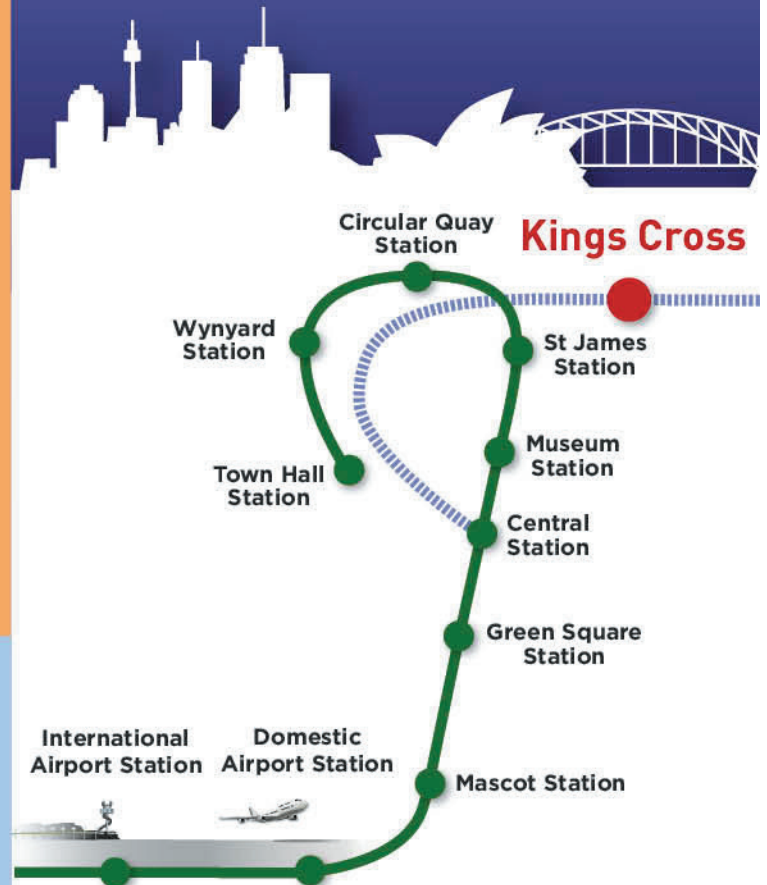 Circular Quay
Station
Kings Cross
Wynyard
Station
St James
Station
Museum
Station
Town Hall
Station
Central
Station
Green Square
Station
International
Airport Station
Domestic
Airport Station
Mascot Station